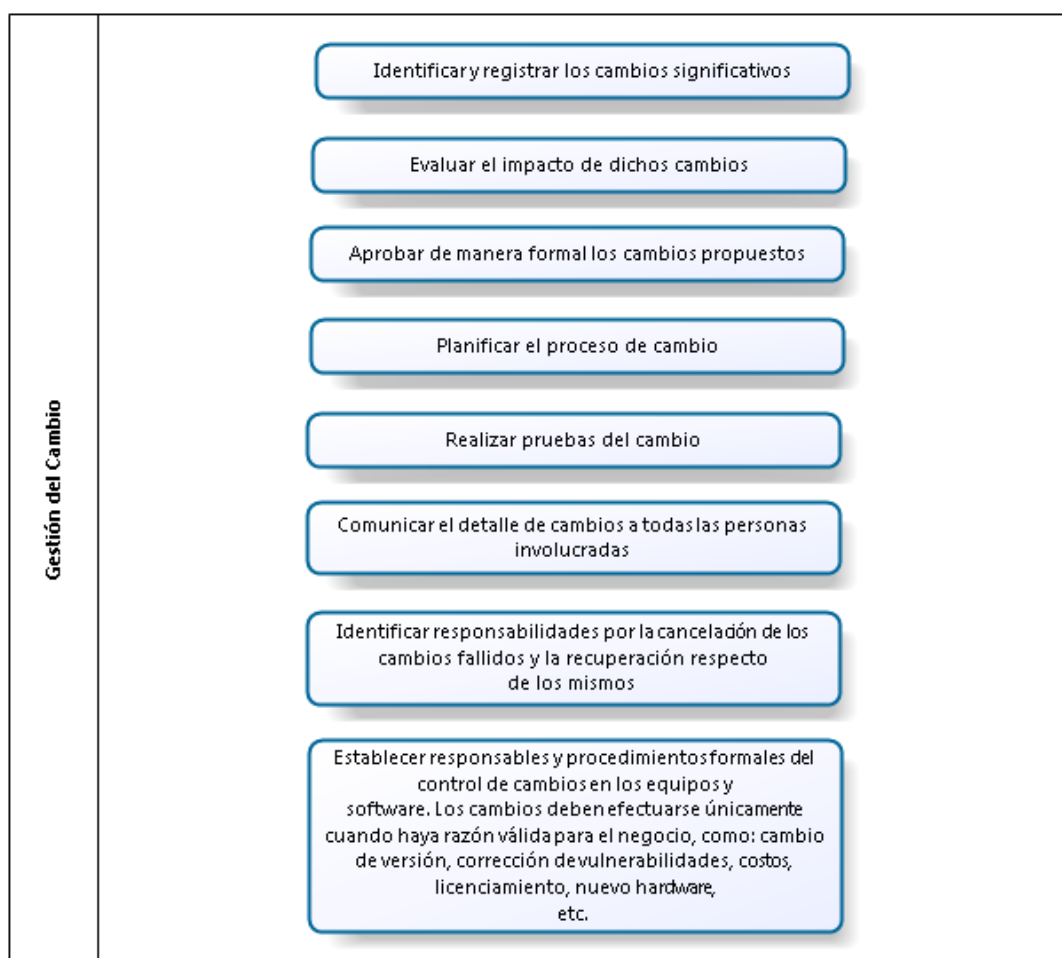 Gestión del Cambio
Identificar y registrar los cambios significativos
Evaluar el impacto de dichos cambios
Aprobar de manera formal los cambios propuestos
Planificar el proceso de cambio
Realizar pruebas del cambio
Comunicar el detalle de cambios a todas las personas
involucradas
Identificar responsabilidades por la cancelación de los
cambios fallidos y la recuperación respecto
de los mismos
Establecer responsables y procedimientos formales del
control de cambios en los equipos y
software. Los cambios deben efectuarse únicamente
cuando haya razón válida para el negocio, como: cambio
de versión, corrección de vulnerabilidades, costos,
licenciamiento, nuevo hardware,
etc.